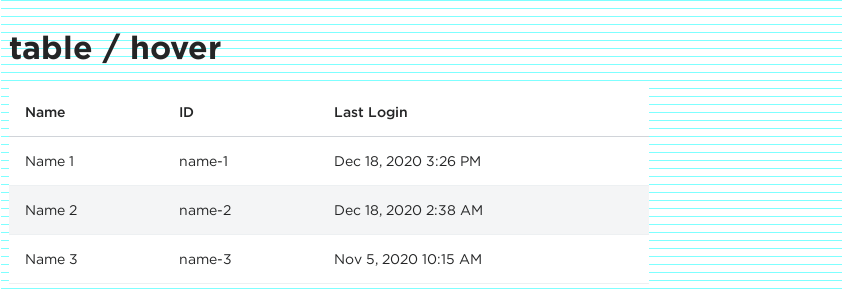 table / hover
Name ID Last Login
Name 1 name-1 Dec 18, 2020 3:26 PM
Name 2 name-2 Dec 18, 2020 2:38 AM
Name 3 name-3 Nov 5, 2020 10:15 AM